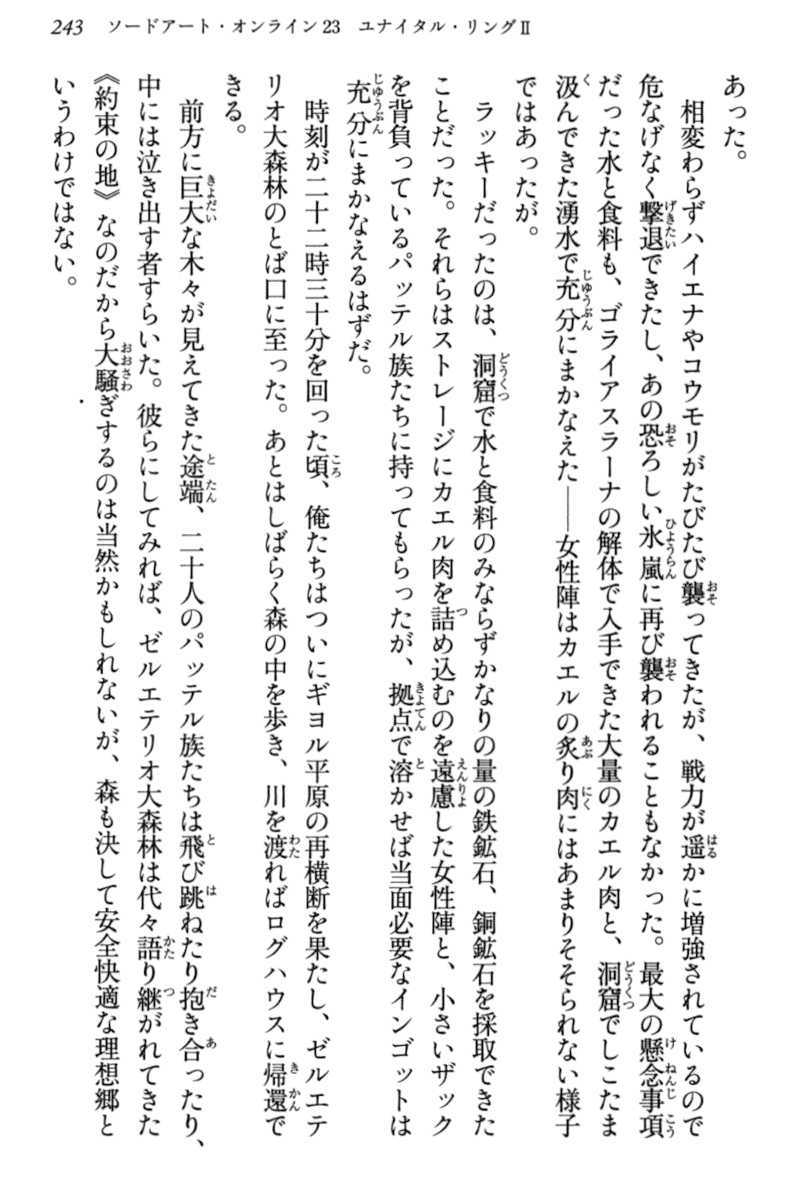 243 ソードアート・オンライン23 ユナイタル・リングⅡ
あった。
　相変わらずハイエナやコウモリがたびたび襲ってきたが、戦力が遥かに増強されているので
危なげなく撃退できたし、あの恐ろしい氷嵐に再び襲われることもなかった。最大の懸念事項
だった水と食料も、ゴライアスラーナの解体で入手できた大量のカエル肉と、洞窟でしこたま
汲んできた湧水で充分にまかなえた――女性陣はカエルの炙り肉にはあまりそそられない様子
ではあったが。
　ラッキーだったのは、洞窟で水と食料のみならずかなりの量の鉄鉱石、銅鉱石を採取できた
ことだった。それらはストレージにカエル肉を詰め込むのを遠慮した女性陣と、小さいザック
を背負っているパッテル族たちに持ってもらったが、拠点で溶かせば当面必要なインゴットは
充分にまかなえるはずだ。
　時刻が二十二時三十分を回った頃、俺たちはついにギヨル平原の再横断を果たし、ゼルエテ
リオ大森林のとば口に至った。あとはしばらく森の中を歩き、川を渡ればログハウスに帰還で
きる。
　前方に巨大な木々が見えてきた途端、二十人のパッテル族たちは飛び跳ねたり抱き合ったり、
中には泣き出す者すらいた。彼らにしてみれば、ゼルエテリオ大森林は代々語り継がれてきた
《約束の地》なのだから大騒ぎするのは当然かもしれないが、森も決して安全快適な理想郷と
いうわけではない。